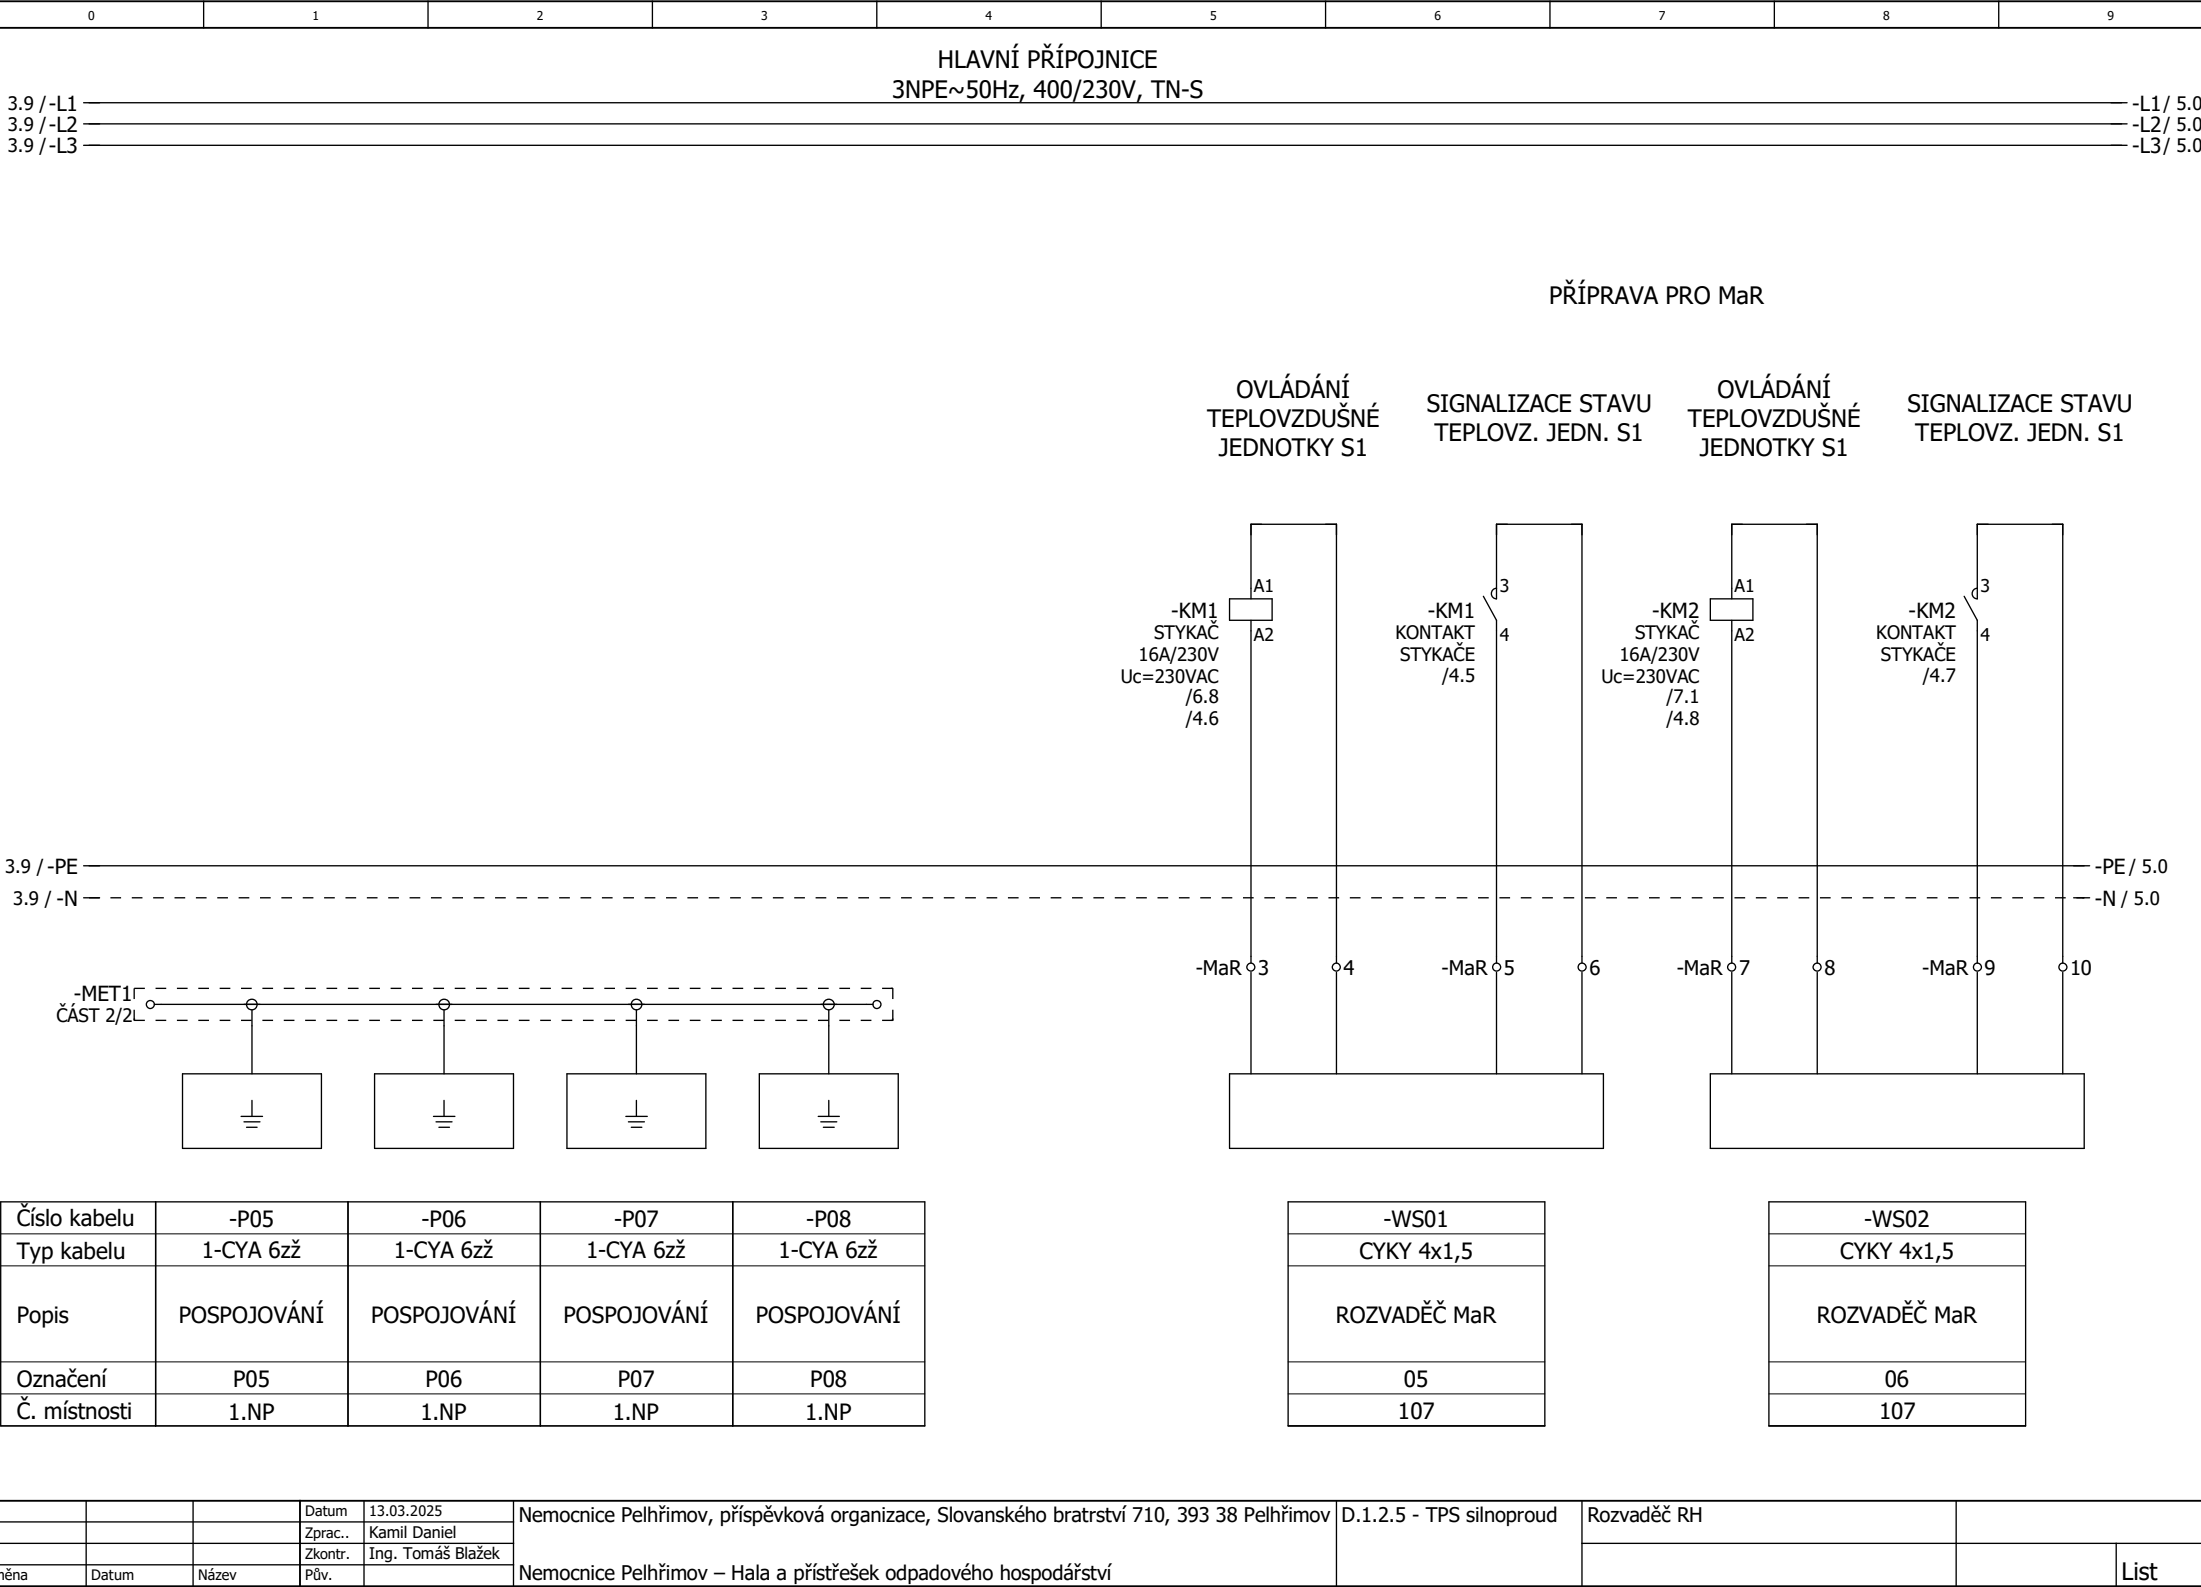 0 1 2 3 4 5 6 7 8 9
HLAVNÍ PŘÍPOJNICE
3NPE~50Hz, 400/230V, TN-S
3.9 / -L1 -L1 / 5.0
3.9 / -L2 -L2 / 5.0
3.9 / -L3 -L3 / 5.0
PŘÍPRAVA PRO MaR
OVLÁDÁNÍ
TEPLOVZDUŠNÉ
JEDNOTKY S1
SIGNALIZACE STAVU
TEPLOVZ. JEDN. S1
OVLÁDÁNÍ
TEPLOVZDUŠNÉ
JEDNOTKY S1
SIGNALIZACE STAVU
TEPLOVZ. JEDN. S1
A1
-KM1
STYKAČ A2
16A/230V
Uc=230VAC
/6.8
/4.6
3
-KM1
KONTAKT 4
STYKAČE
/4.5
A1
-KM2
STYKAČ A2
16A/230V
Uc=230VAC
/7.1
/4.8
3
-KM2
KONTAKT 4
STYKAČE
/4.7
3.9 / -PE -PE / 5.0
3.9 / -N -N / 5.0
-MaR 3 4 -MaR 5 6 -MaR 7 8 -MaR 9 10
-MET1
ČÁST 2/2
Číslo kabelu -P05 -P06 -P07 -P08 -WS01 -WS02
Typ kabelu 1-CYA 6zž 1-CYA 6zž 1-CYA 6zž 1-CYA 6zž CYKY 4x1,5 CYKY 4x1,5
Popis POSPOJOVÁNÍ POSPOJOVÁNÍ POSPOJOVÁNÍ POSPOJOVÁNÍ ROZVADĚČ MaR ROZVADĚČ MaR
Označení P05 P06 P07 P08 05 06
Č. místnosti 1.NP 1.NP 1.NP 1.NP 107 107
Datum 13.03.2025 Nemocnice Pelhřimov, příspěvková organizace, Slovanského bratrství 710, 393 38 Pelhřimov D.1.2.5 - TPS silnoproud Rozvaděč RH
Zprac.. Kamil Daniel
Zkontr. Ing. Tomáš Blažek
Datum Název Pův. Nemocnice Pelhřimov – Hala a přístřešek odpadového hospodářství List